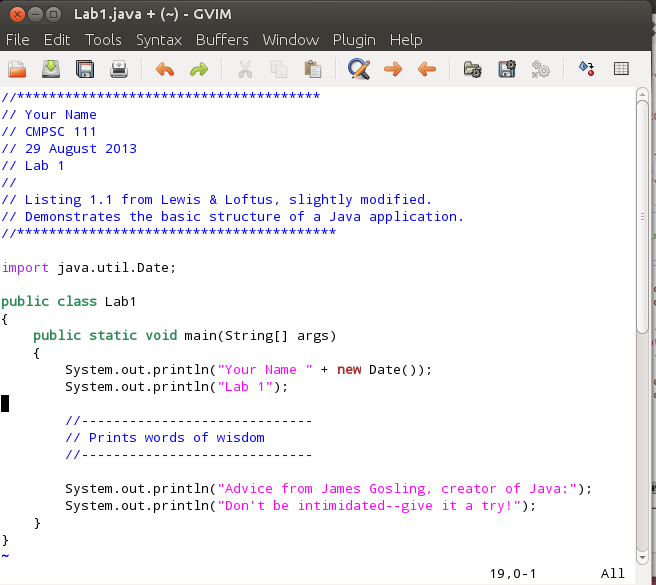 Lab1.java + (~) - GVIM
File Edit Tools Syntax Buffers Window Plugin Help
//**************************************
// Your Name
// CMPSC 111
// 29 August 2013
// Lab 1
//
// Listing 1.1 from Lewis & Loftus, slightly modified.
// Demonstrates the basic structure of a Java application.
//****************************************
import java.util.Date;
public class Lab1
{
    public static void main(String[] args)
    {
        System.out.println("Your Name " + new Date());
        System.out.println("Lab 1");
        //-----------------------------
        // Prints words of wisdom
        //-----------------------------
        System.out.println("Advice from James Gosling, creator of Java:");
        System.out.println("Don't be intimidated--give it a try!");
    }
}
~
19,0-1 All